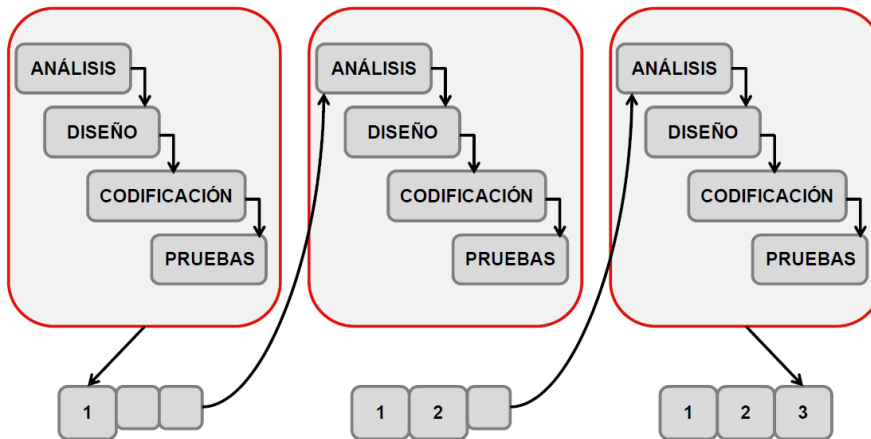 ANÁLISIS
DISEÑO
CODIFICACIÓN
PRUEBAS
1
ANÁLISIS
DISEÑO
CODIFICACIÓN
PRUEBAS
1 2
ANÁLISIS
DISEÑO
CODIFICACIÓN
PRUEBAS
1 2 3